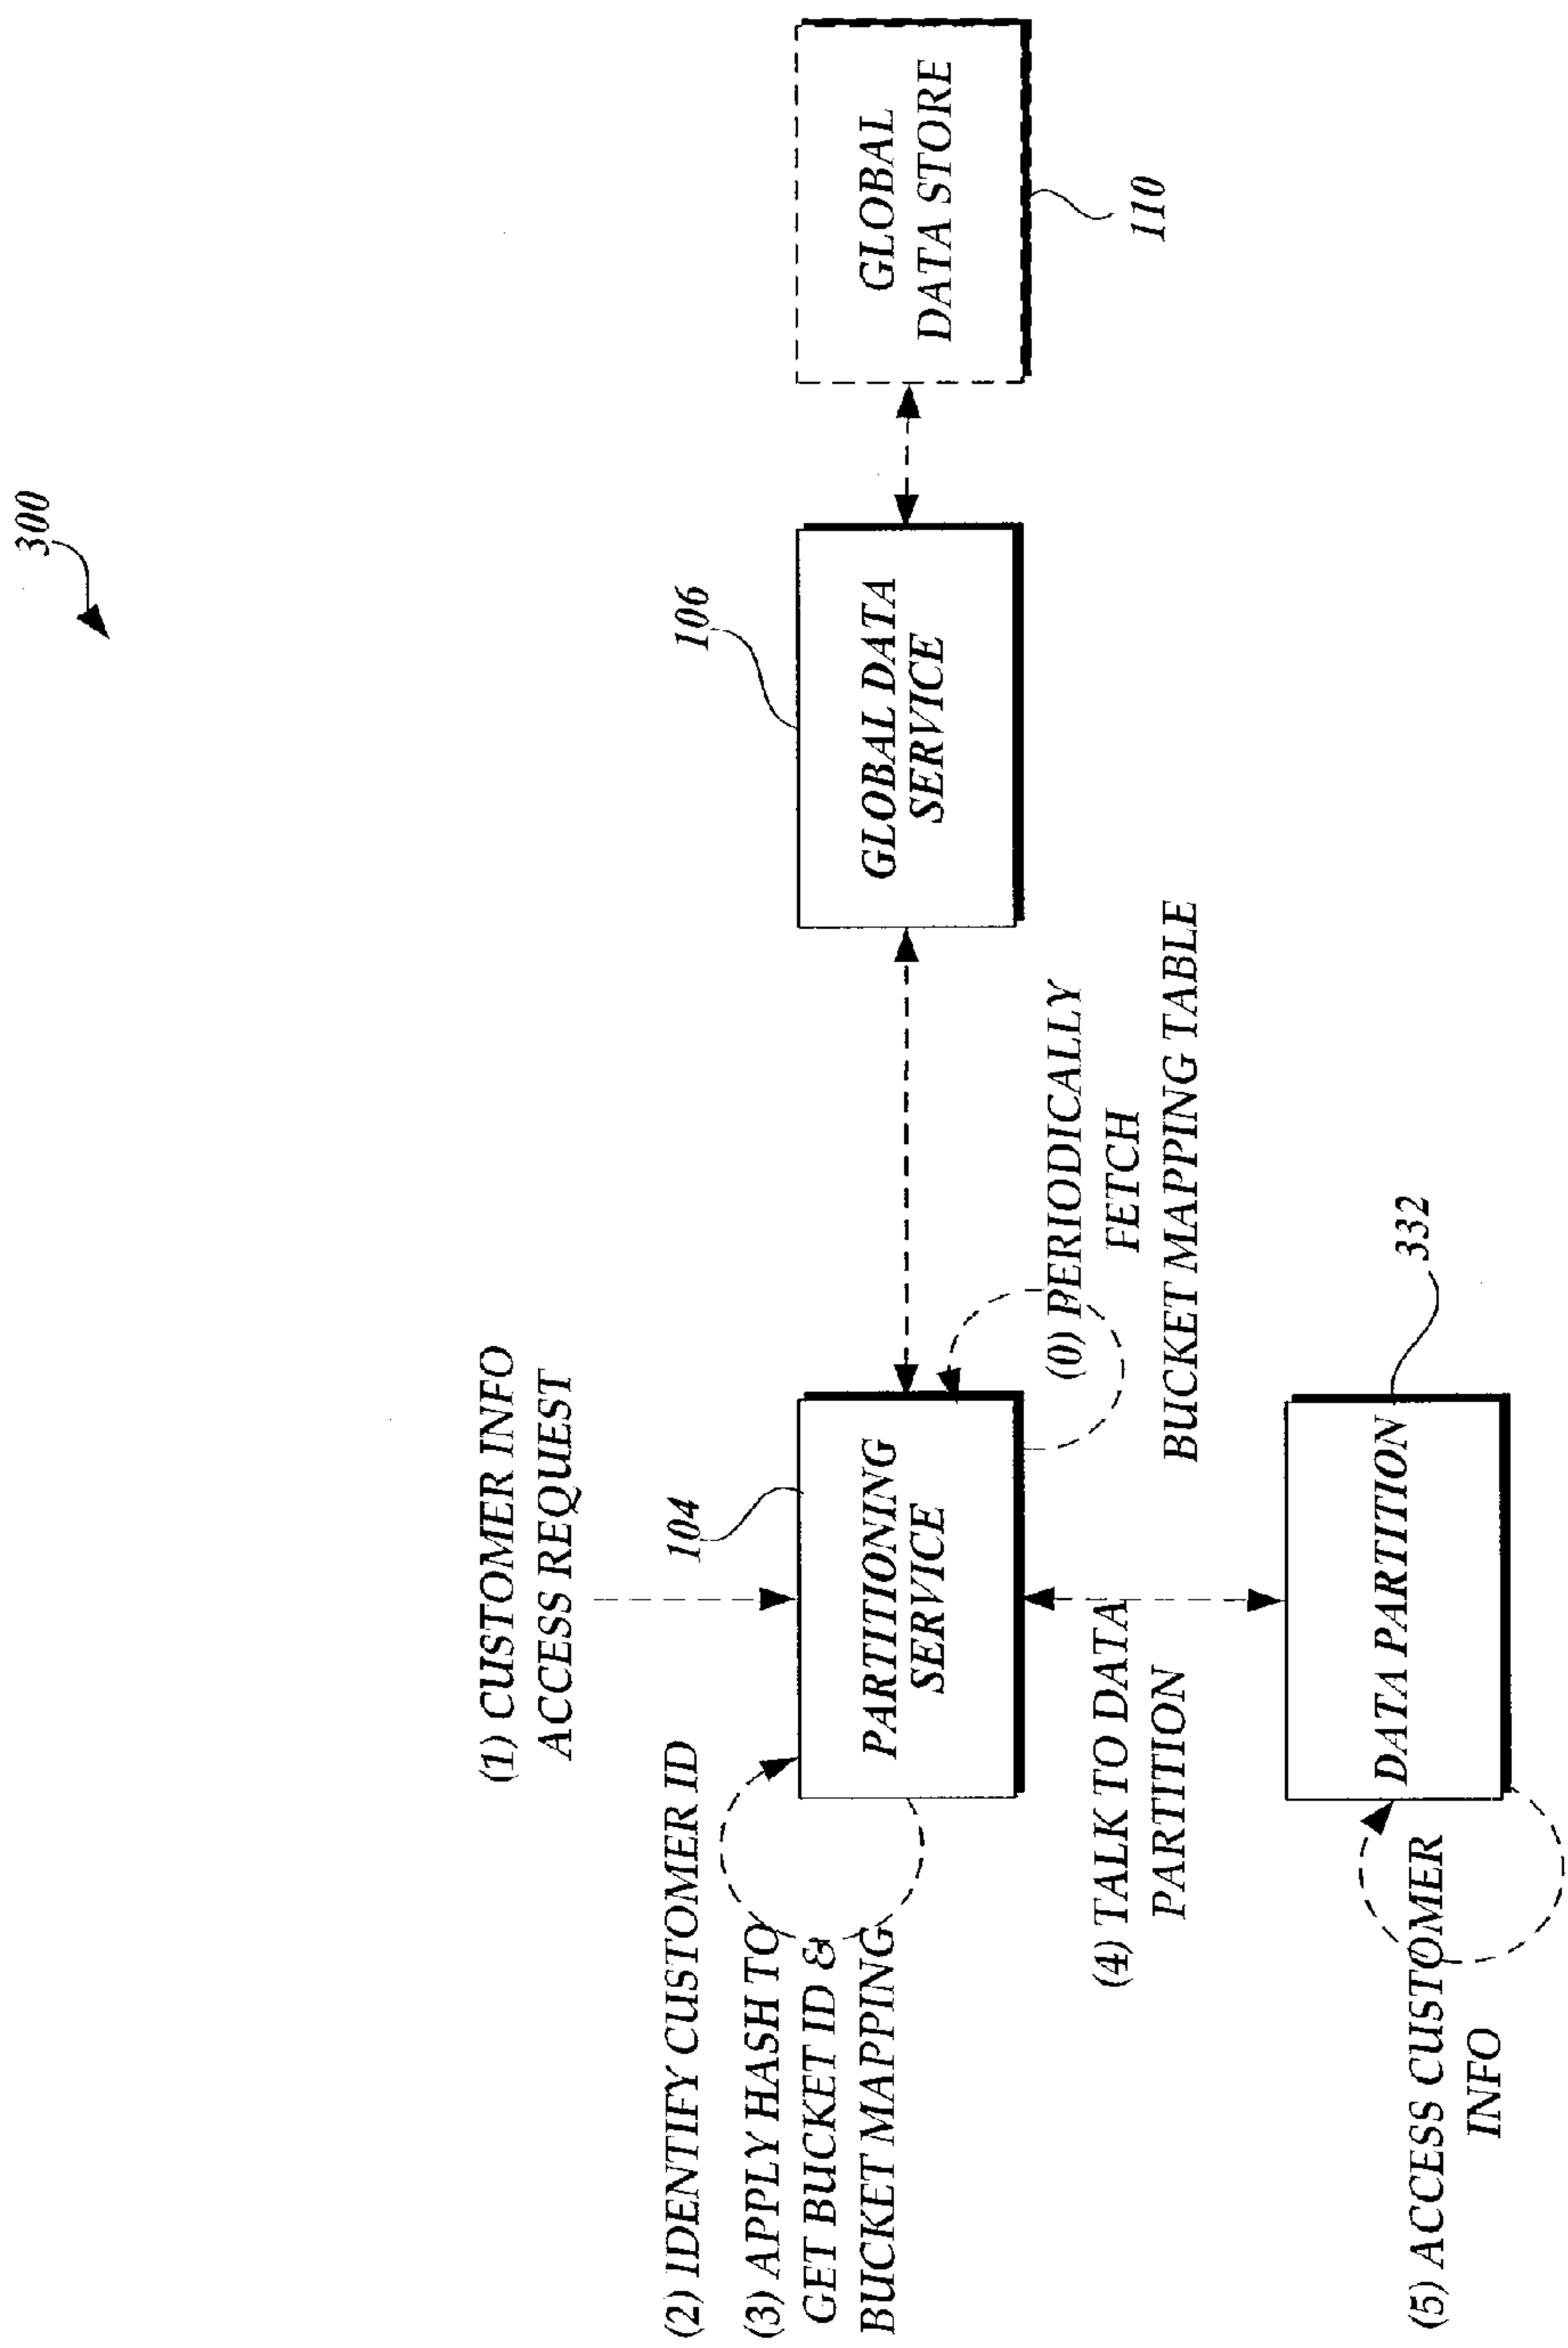 300
(1) CUSTOMER INFO
ACCESS REQUEST
(2) IDENTIFY CUSTOMER ID
(3) APPLY HASH TO
GET BUCKET ID &
BUCKET MAPPING
104
PARTITIONING
SERVICE
106
GLOBAL DATA
SERVICE
GLOBAL
DATA STORE
110
(0) PERIODICALLY
FETCH
BUCKET MAPPING TABLE
(4) TALK TO DATA
PARTITION
332
DATA PARTITION
(5) ACCESS CUSTOMER
INFO